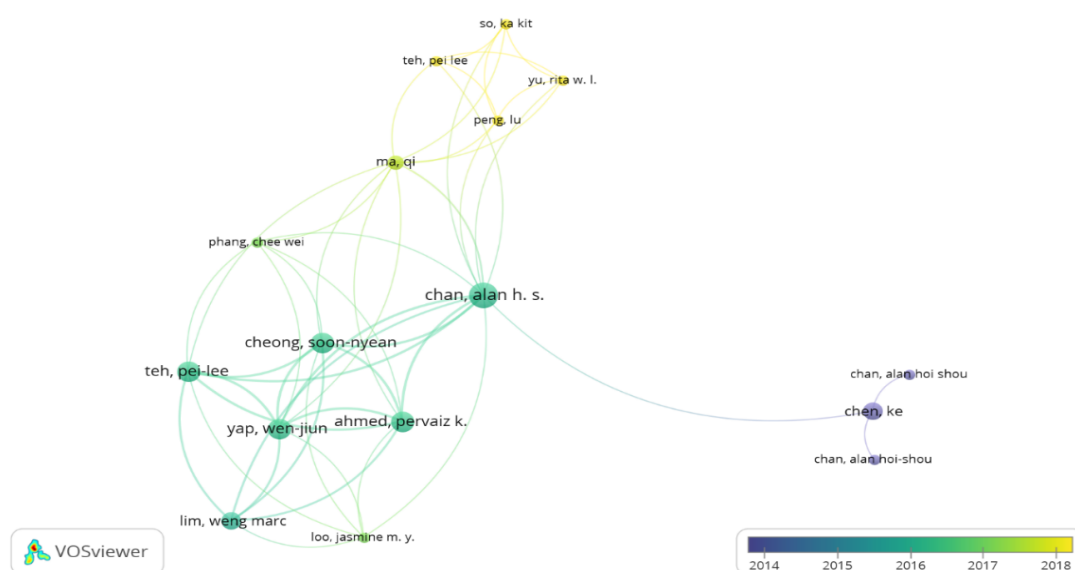 so, ka kit
teh, pei lee
yu, rita w. l.
peng, lu
ma, qi
phang, chee wei
chan, alan h. s.
cheong, soon-nyean
teh, pei-lee
chan, alan hoi shou
chen, ke
ahmed, pervaiz k.
yap, wen-jiun
chan, alan hoi-shou
lim, weng marc
loo, jasmine m. y.
VOSviewer
2014 2015 2016 2017 2018